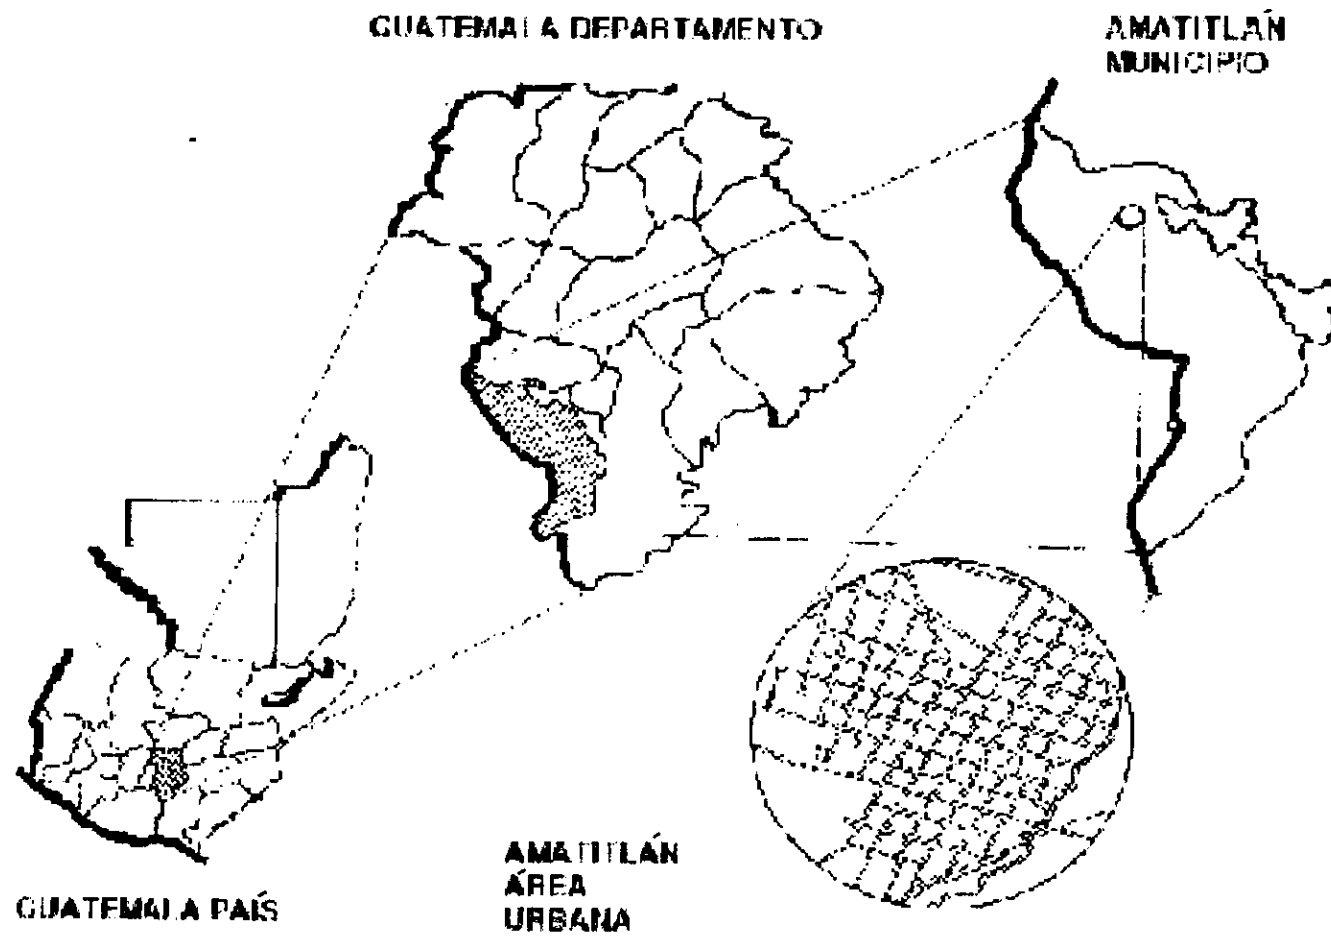 GUATEMALA DEPARTAMENTO
AMATITLÁN
MUNICIPIO
AMATITLÁN
ÁREA
URBANA
GUATEMALA PAÍS